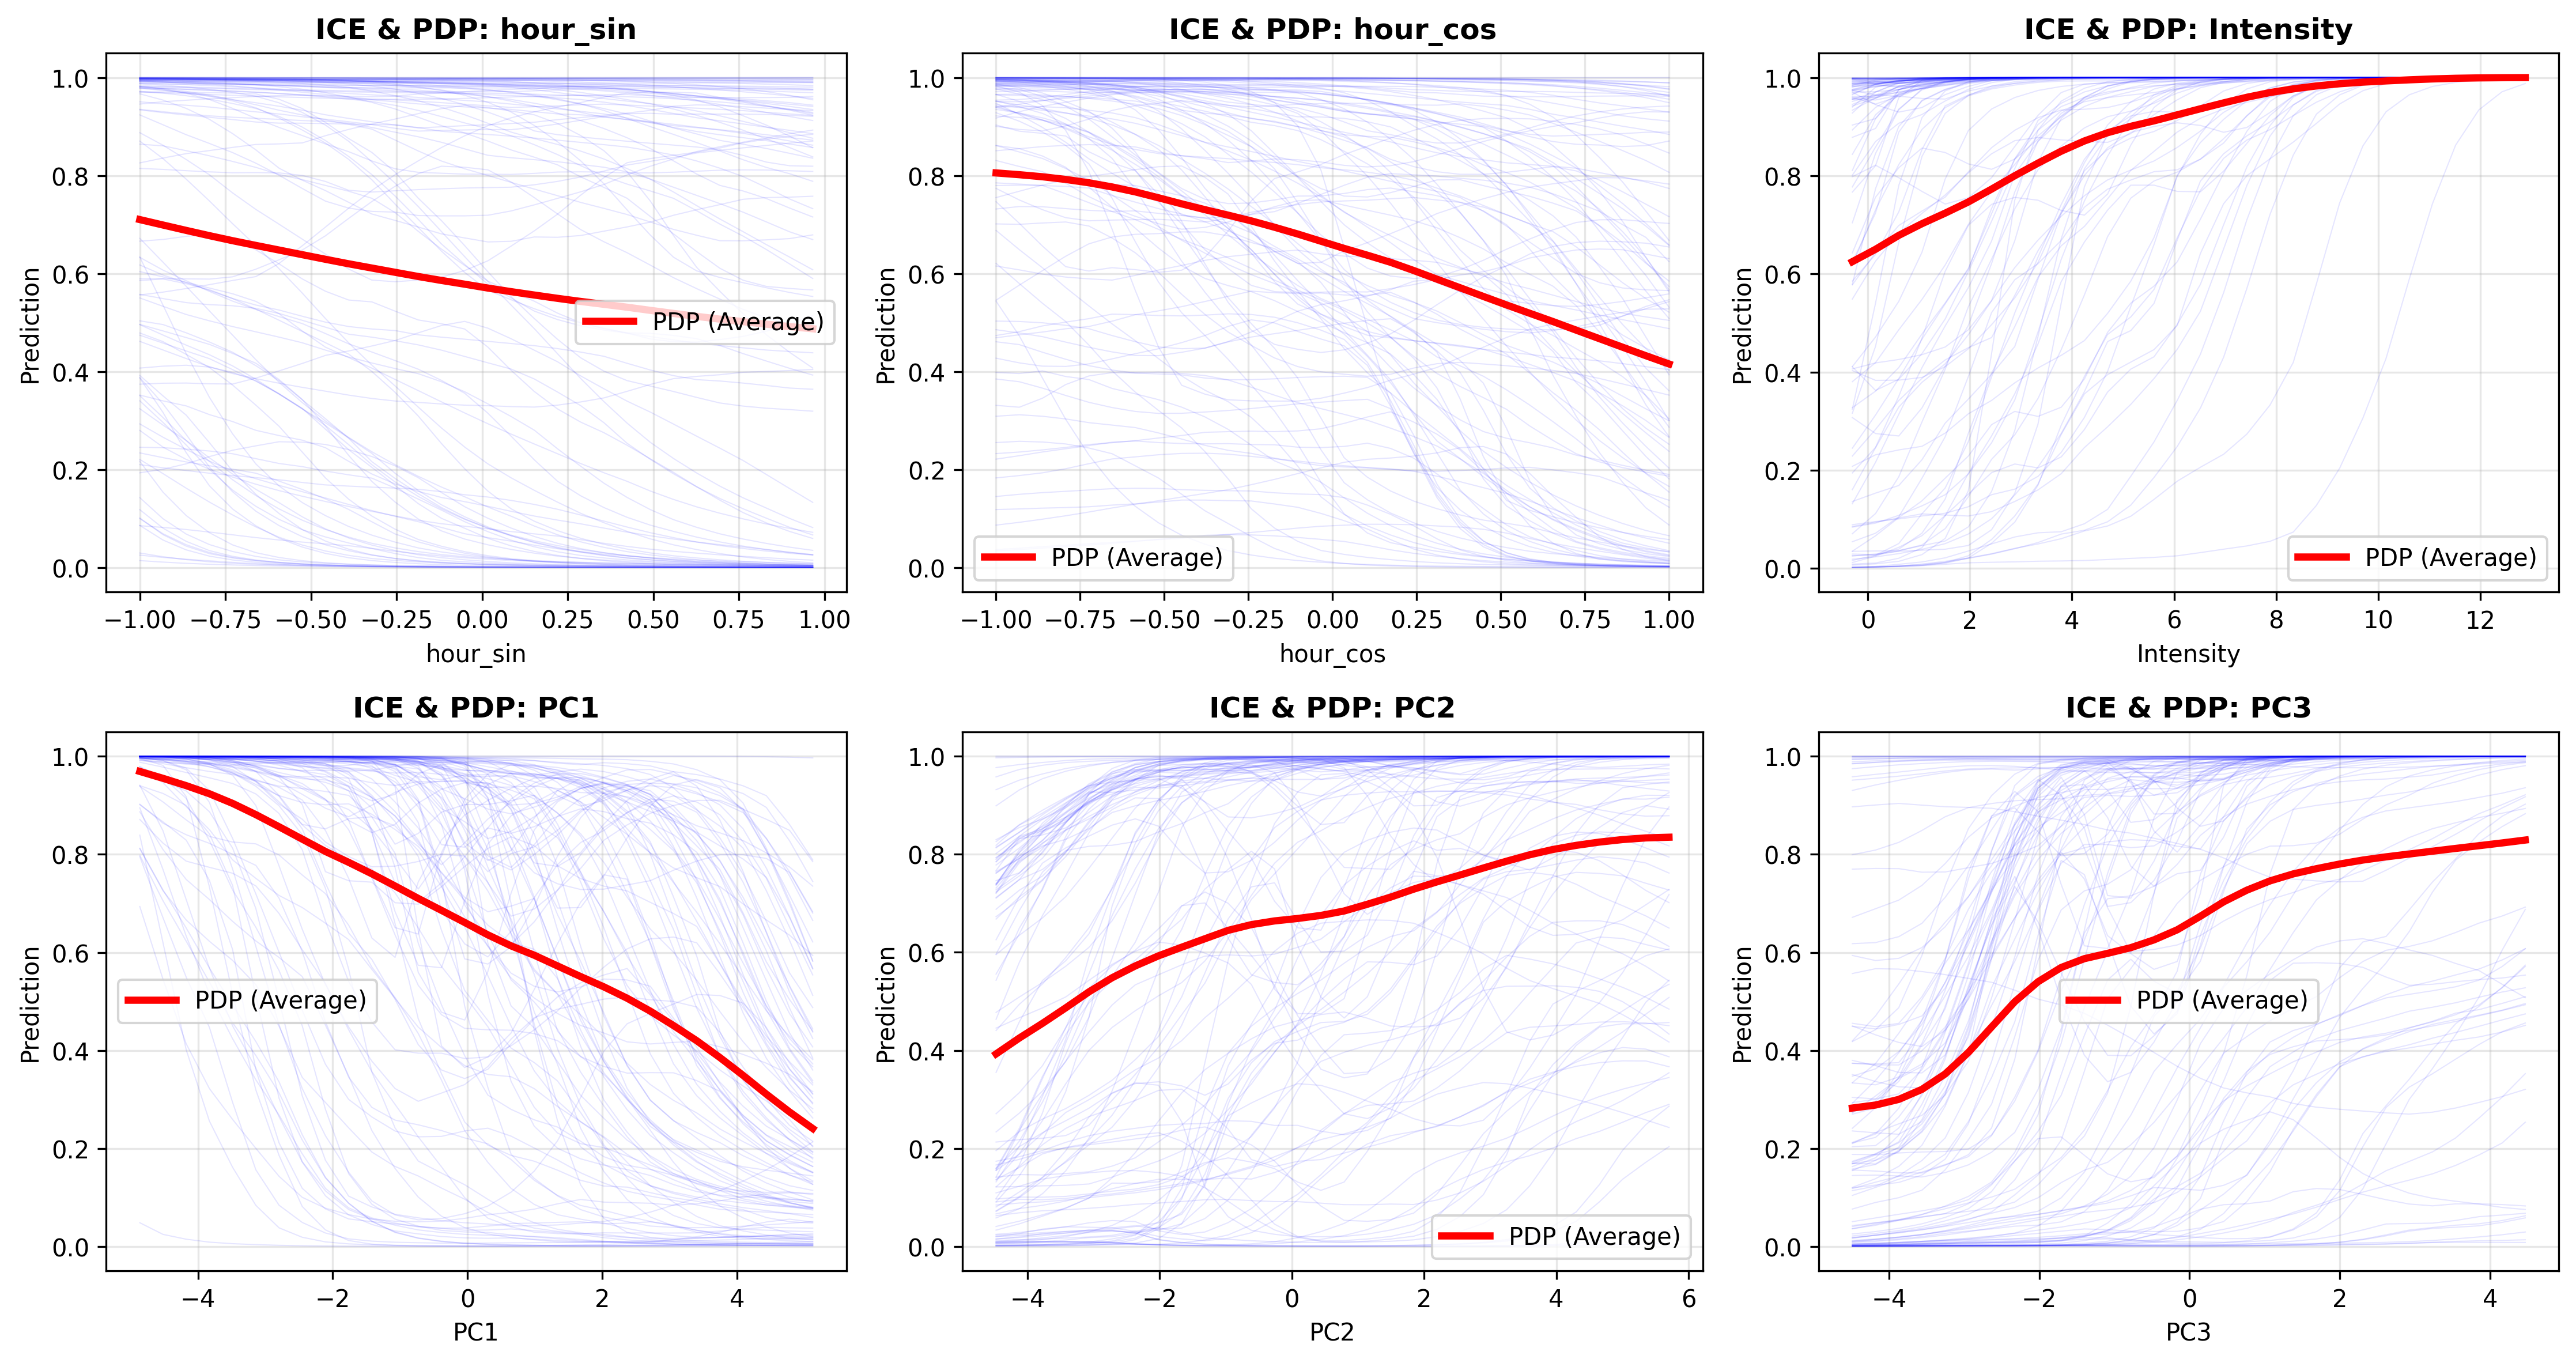 ICE & PDP: hour_sin
Prediction
1.0
0.8
0.6
0.4
0.2
0.0
PDP (Average)
−1.00 −0.75 −0.50 −0.25 0.00 0.25 0.50 0.75 1.00
hour_sin
ICE & PDP: hour_cos
Prediction
1.0
0.8
0.6
0.4
0.2
0.0
PDP (Average)
−1.00 −0.75 −0.50 −0.25 0.00 0.25 0.50 0.75 1.00
hour_cos
ICE & PDP: Intensity
Prediction
1.0
0.8
0.6
0.4
0.2
0.0
PDP (Average)
0 2 4 6 8 10 12
Intensity
ICE & PDP: PC1
Prediction
1.0
0.8
0.6
0.4
0.2
0.0
PDP (Average)
−4 −2 0 2 4
PC1
ICE & PDP: PC2
Prediction
1.0
0.8
0.6
0.4
0.2
0.0
PDP (Average)
−4 −2 0 2 4 6
PC2
ICE & PDP: PC3
Prediction
1.0
0.8
0.6
0.4
0.2
0.0
PDP (Average)
−4 −2 0 2 4
PC3